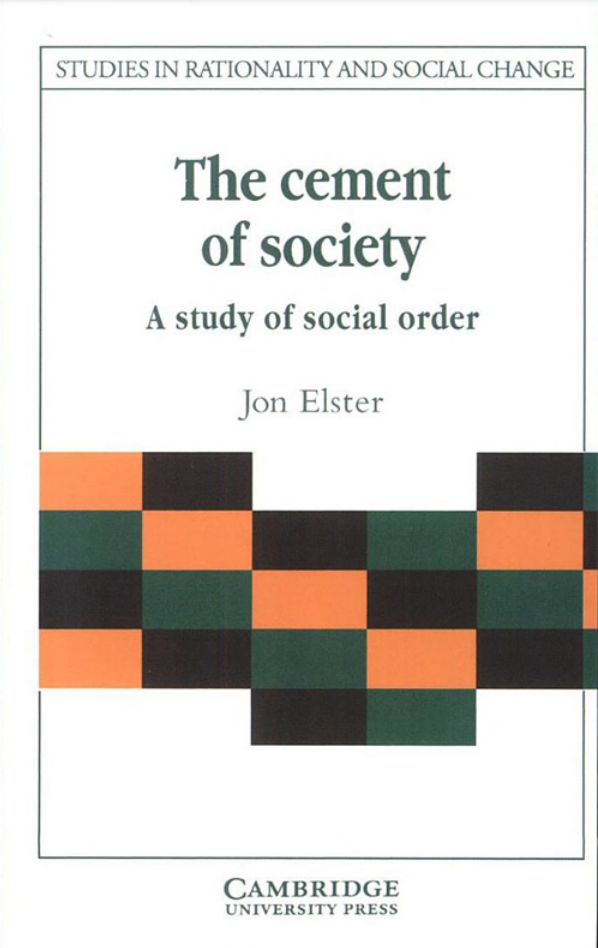 STUDIES IN RATIONALITY AND SOCIAL CHANGE
The cement
of society
A study of social order
Jon Elster
CAMBRIDGE
UNIVERSITY PRESS